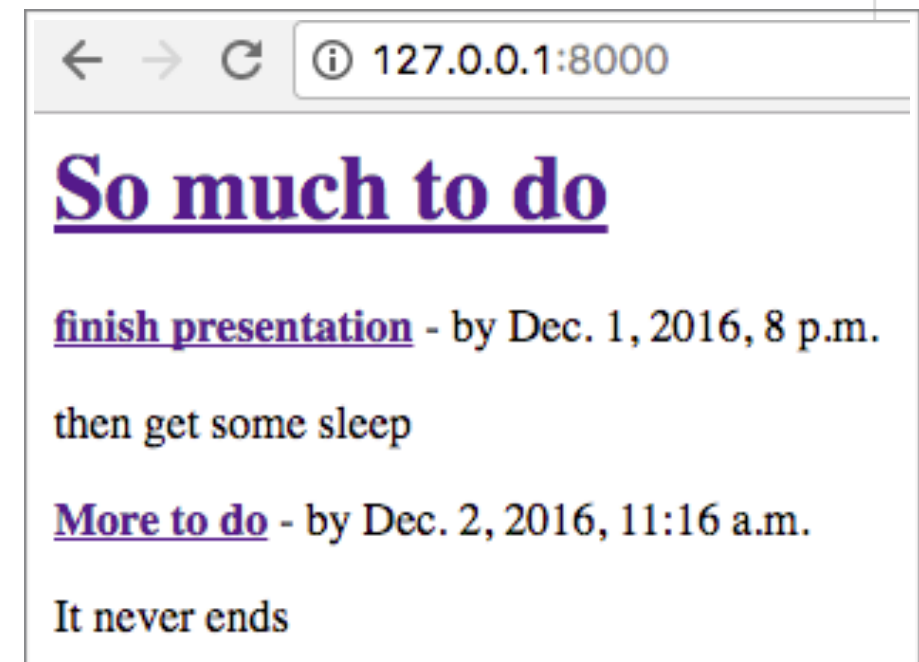 127.0.0.1:8000
So much to do
finish presentation - by Dec. 1, 2016, 8 p.m.
then get some sleep
More to do - by Dec. 2, 2016, 11:16 a.m.
It never ends